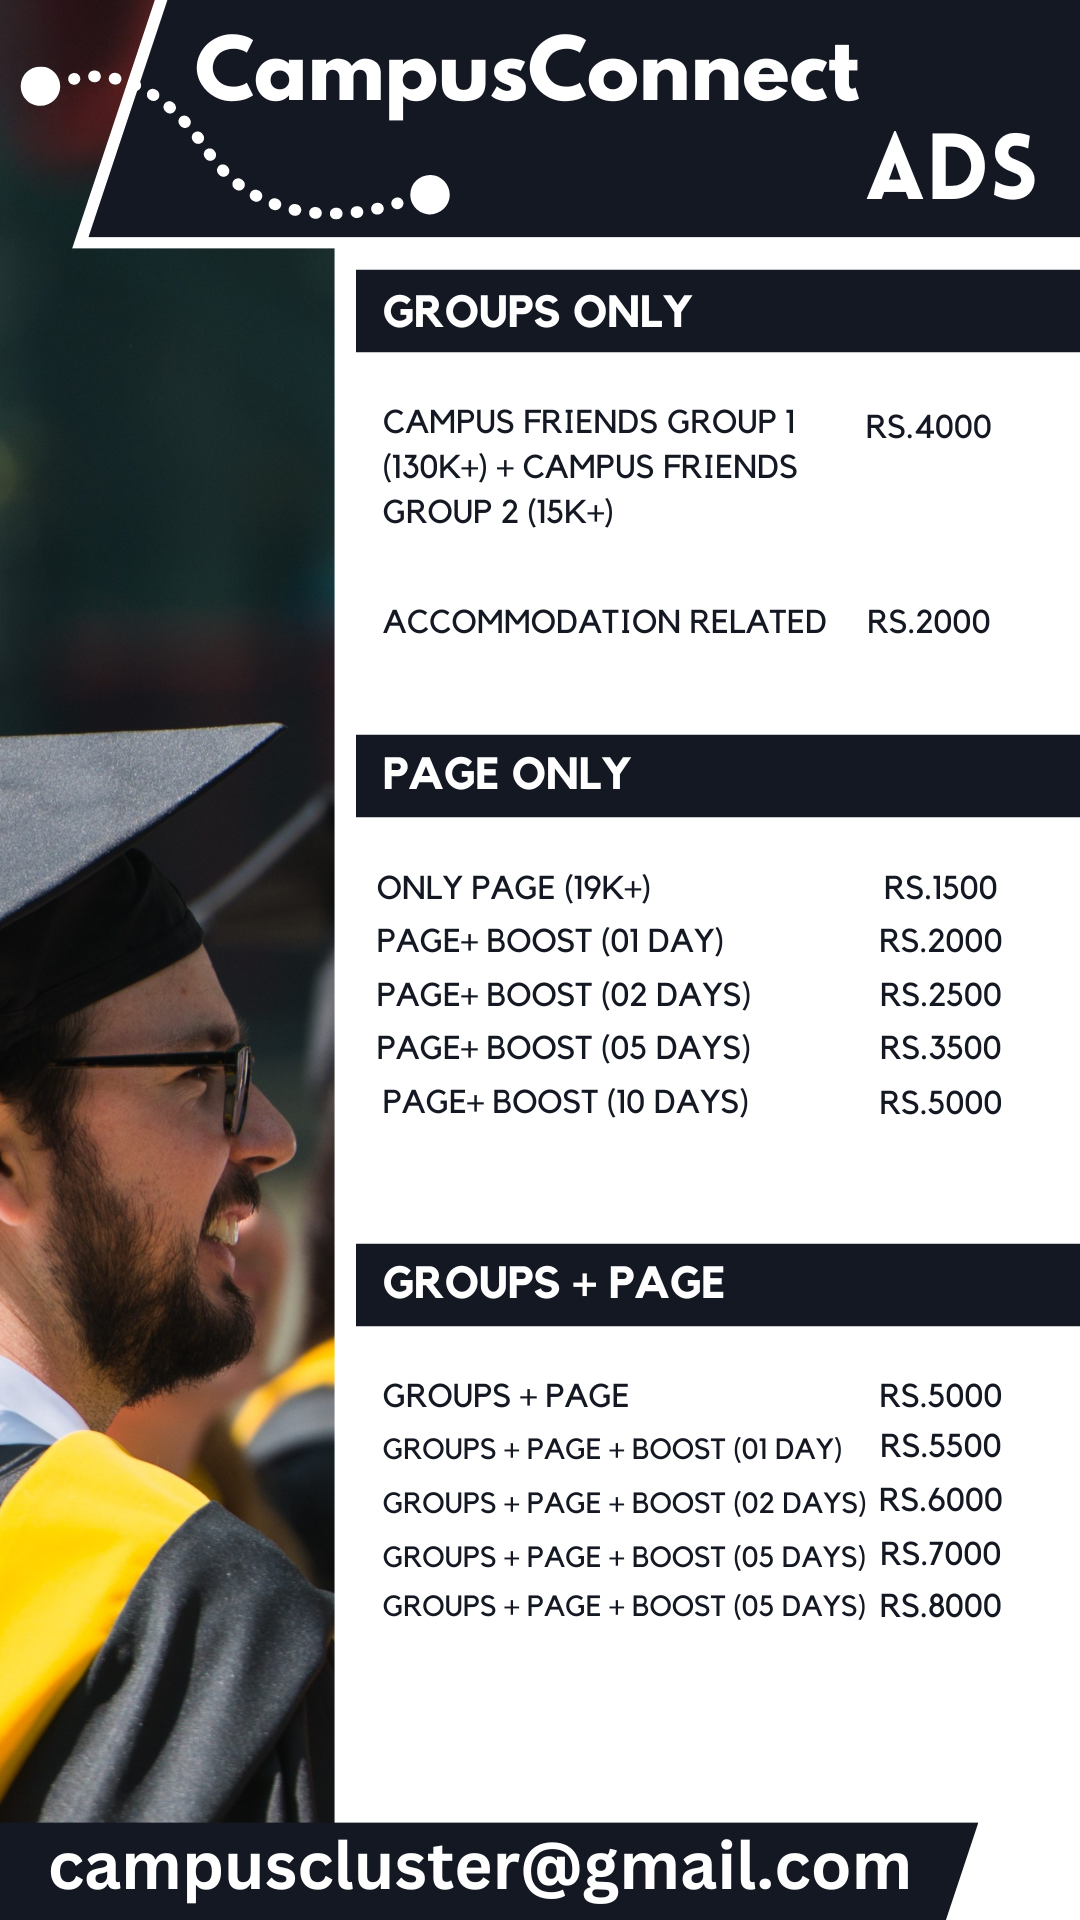 CampusConnect
ADS
GROUPS ONLY
CAMPUS FRIENDS GROUP 1 RS.4000
(130K+) + CAMPUS FRIENDS
GROUP 2 (15K+)
ACCOMMODATION RELATED RS.2000
PAGE ONLY
ONLY PAGE (19K+) RS.1500
PAGE+ BOOST (01 DAY) RS.2000
PAGE+ BOOST (02 DAYS) RS.2500
PAGE+ BOOST (05 DAYS) RS.3500
PAGE+ BOOST (10 DAYS) RS.5000
GROUPS + PAGE
GROUPS + PAGE RS.5000
GROUPS + PAGE + BOOST (01 DAY) RS.5500
GROUPS + PAGE + BOOST (02 DAYS) RS.6000
GROUPS + PAGE + BOOST (05 DAYS) RS.7000
GROUPS + PAGE + BOOST (05 DAYS) RS.8000
campuscluster@gmail.com